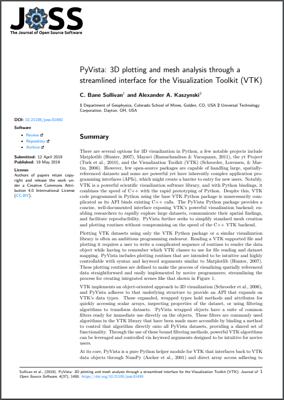 JOSS
The Journal of Open Source Software
PyVista: 3D plotting and mesh analysis through a
streamlined interface for the Visualization Toolkit (VTK)
C. Bane Sullivan¹ and Alexander A. Kaszynski²
1 Department of Geophysics, Colorado School of Mines, Golden, CO, USA 2 Universal Technology
Corporation, Dayton, OH, USA
DOI: 10.21105/joss.01450
Software
Review
Repository
Archive
Submitted: 12 April 2019
Published: 19 May 2019
License
Authors of papers retain copy-
right and release the work un-
der a Creative Commons Attri-
bution 4.0 International License
(CC-BY).
Summary
There are several options for 3D visualization in Python, a few notable projects include
Matplotlib (Hunter, 2007), Mayavi (Ramachandran & Varoquaux, 2011), the yt Project
(Turk et al., 2010), and the Visualization Toolkit (VTK) (Schroeder, Lorensen, & Mar-
tin, 2006). However, few open-source packages are capable of handling large, spatially-
referenced datasets and some are powerful yet have inherently complex application pro-
gramming interfaces (APIs), which might create a barrier to entry for new users. Notably,
VTK is a powerful scientific visualization software library, and with Python bindings, it
combines the speed of C++ with the rapid prototyping of Python. Despite this, VTK
code programmed in Python using the base VTK Python package is unnecessarily compli-
cated as its API binds existing C++ calls. The PyVista Python package provides a
concise, well-documented interface exposing VTK's powerful visualization backend, en-
abling researchers to rapidly explore large datasets, communicate their spatial findings,
and facilitate reproducibility. PyVista further seeks to simplify standard mesh creation
and plotting routines without compromising on the speed of the C++ VTK backend.
Plotting VTK datasets using only the VTK Python package or a similar visualization
library is often an ambitious programming endeavor. Reading a VTK supported file and
plotting it requires a user to write a complicated sequence of routines to render the data
object while having to remember which VTK classes to use for file reading and dataset
mapping. PyVista includes plotting routines that are intended to be intuitive and highly
controllable with syntax and keyword arguments similar to Matplotlib (Hunter, 2007).
These plotting routines are defined to make the process of visualizing spatially referenced
data straightforward and easily implemented by novice programmers: streamlining the
process for creating integrated scenes like that shown in Figure 1.
VTK implements an object-oriented approach to 3D visualization (Schroeder et al., 2006),
and PyVista adheres to that underlying structure to provide an API that expands on
VTK's data types. These expanded, wrapped types hold methods and attributes for
quickly accessing scalar arrays, inspecting properties of the dataset, or using filtering
algorithms to transform datasets. PyVista wrapped objects have a suite of common
filters ready for immediate use directly on the objects. These filters are commonly used
algorithms in the VTK library that have been made more accessible by binding a method
to control that algorithm directly onto all PyVista datasets, providing a shared set of
functionality. Through the use of these bound filtering methods, powerful VTK algorithms
can be leveraged and controlled via keyword arguments designed to be intuitive for novice
users.
At its core, PyVista is a pure Python helper module for VTK that interfaces back to VTK
data objects through NumPy (Ascher et al., 2001) and direct array access adhering to
Sullivan et al., (2019). PyVista: 3D plotting and mesh analysis through a streamlined interface for the Visualization Toolkit (VTK). Journal of
Open Source Software, 4(37), 1450. https://doi.org/10.21105/joss.01450
1